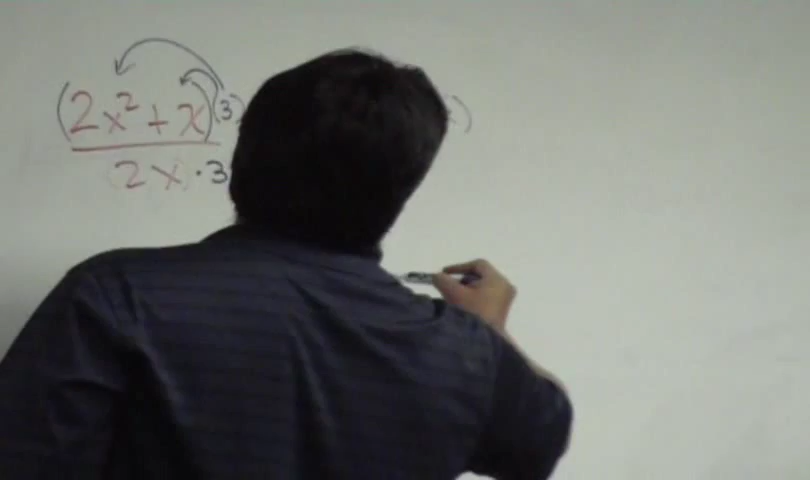 (2x² + x)(3)
2x · 3